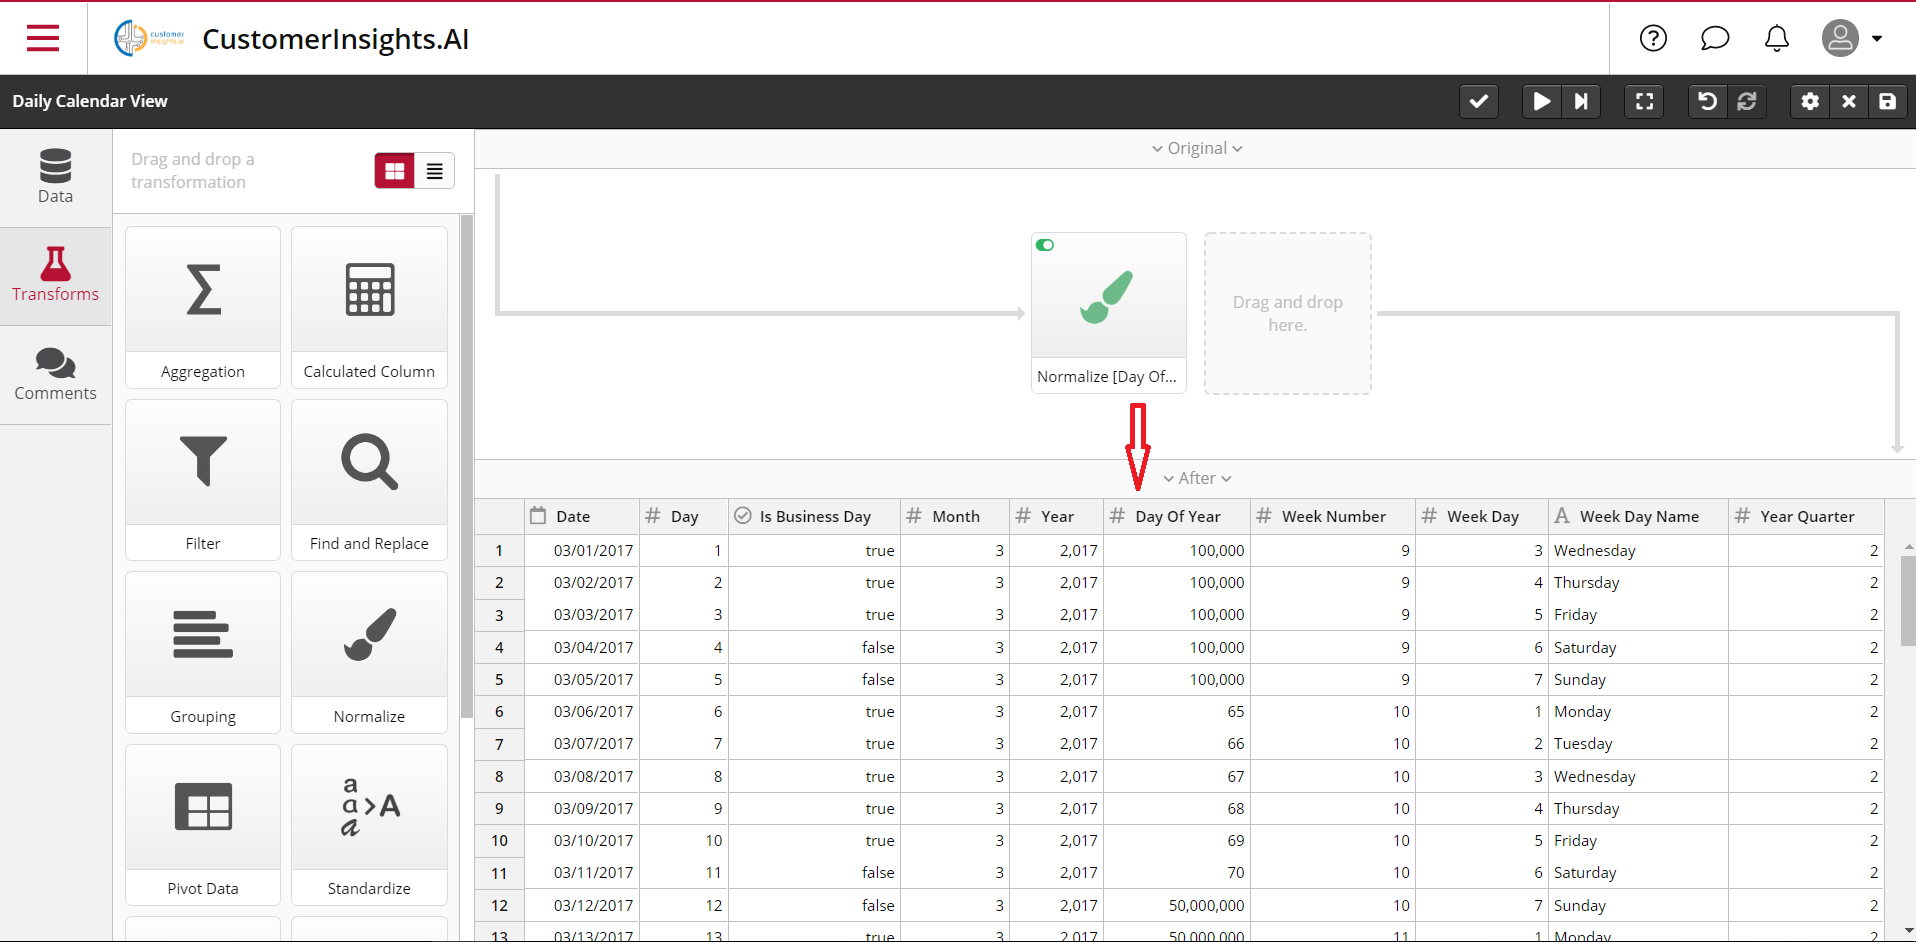 customer
insights.ai
CustomerInsights.AI
Daily Calendar View
Drag and drop a
transformation
Original
Data
Transforms
Comments
Aggregation
Calculated Column
Filter
Find and Replace
Grouping
Normalize
Pivot Data
a
a>A
a
Standardize
Normalize [Day Of...
Drag and drop
here.
After
Date # Day Is Business Day # Month # Year # Day Of Year # Week Number # Week Day A Week Day Name # Year Quarter
1 03/01/2017 1 true 3 2,017 100,000 9 3 Wednesday 2
2 03/02/2017 2 true 3 2,017 100,000 9 4 Thursday 2
3 03/03/2017 3 true 3 2,017 100,000 9 5 Friday 2
4 03/04/2017 4 false 3 2,017 100,000 9 6 Saturday 2
5 03/05/2017 5 false 3 2,017 100,000 9 7 Sunday 2
6 03/06/2017 6 true 3 2,017 65 10 1 Monday 2
7 03/07/2017 7 true 3 2,017 66 10 2 Tuesday 2
8 03/08/2017 8 true 3 2,017 67 10 3 Wednesday 2
9 03/09/2017 9 true 3 2,017 68 10 4 Thursday 2
10 03/10/2017 10 true 3 2,017 69 10 5 Friday 2
11 03/11/2017 11 false 3 2,017 70 10 6 Saturday 2
12 03/12/2017 12 false 3 2,017 50,000,000 10 7 Sunday 2
13 03/13/2017 13 true 3 2,017 50,000,000 11 1 Monday 2